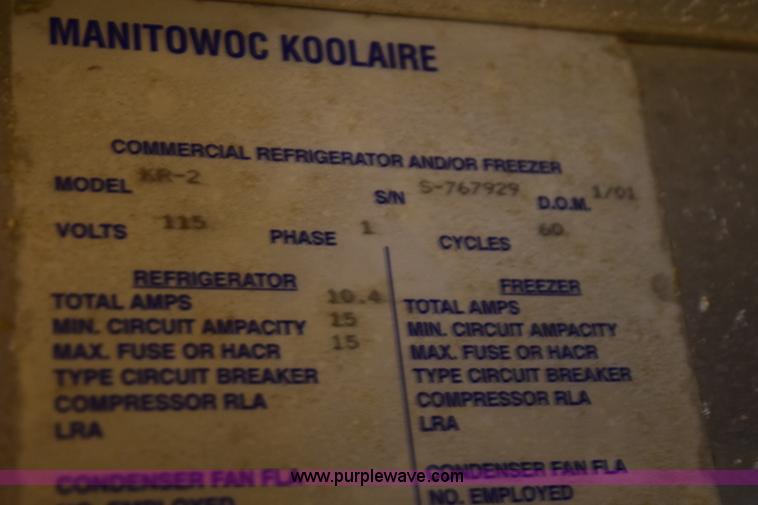 MANITOWOC KOOLAIRE
COMMERCIAL REFRIGERATOR AND/OR FREEZER
MODEL KR-2 S/N S-767929 D.O.M. 1/01
VOLTS 115 PHASE 1 CYCLES 60
REFRIGERATOR
TOTAL AMPS 10.4
MIN. CIRCUIT AMPACITY 15
MAX. FUSE OR HACR 15
TYPE CIRCUIT BREAKER
COMPRESSOR RLA
LRA
CONDENSER FAN FLA
NO. EMPLOYED
FREEZER
TOTAL AMPS
MIN. CIRCUIT AMPACITY
MAX. FUSE OR HACR
TYPE CIRCUIT BREAKER
COMPRESSOR RLA
LRA
CONDENSER FAN FLA
NO. EMPLOYED
www.purplewave.com